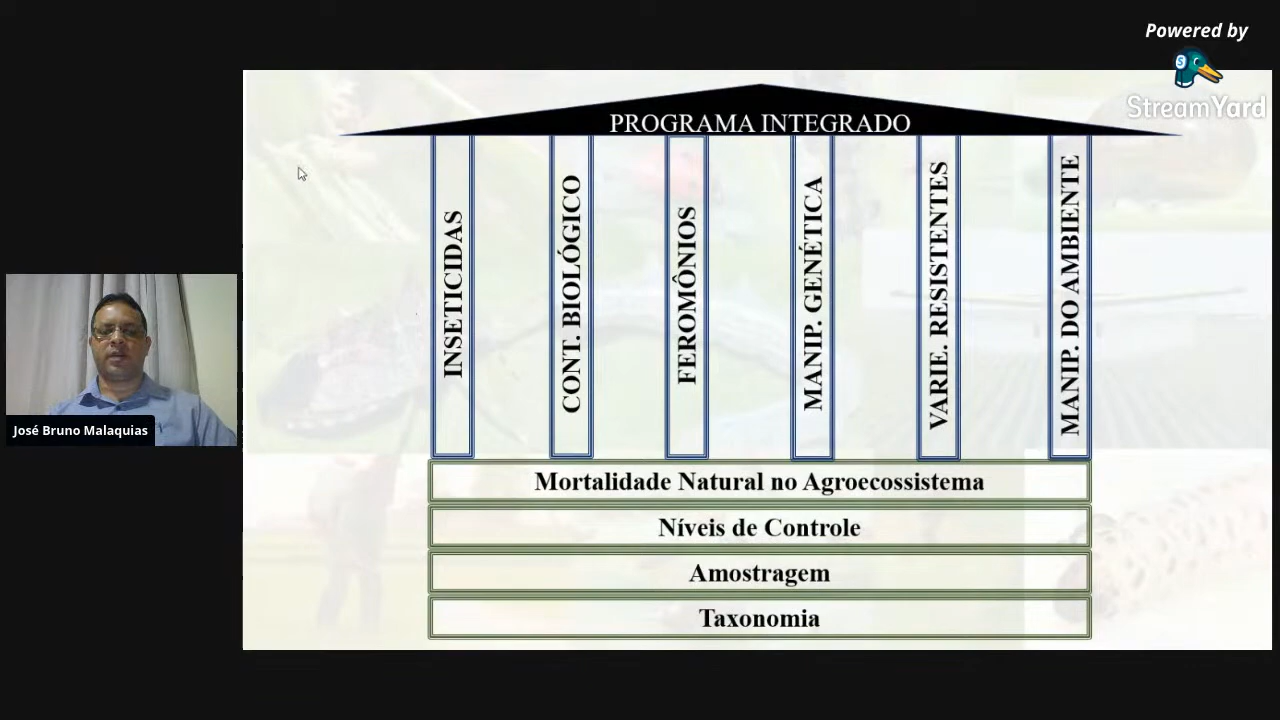 Powered by
StreamYard
PROGRAMA INTEGRADO
INSETICIDAS
CONT. BIOLÓGICO
FEROMÔNIOS
MANIP. GENÉTICA
VARIE. RESISTENTES
MANIP. DO AMBIENTE
Mortalidade Natural no Agroecossistema
Níveis de Controle
Amostragem
Taxonomia
José Bruno Malaquias